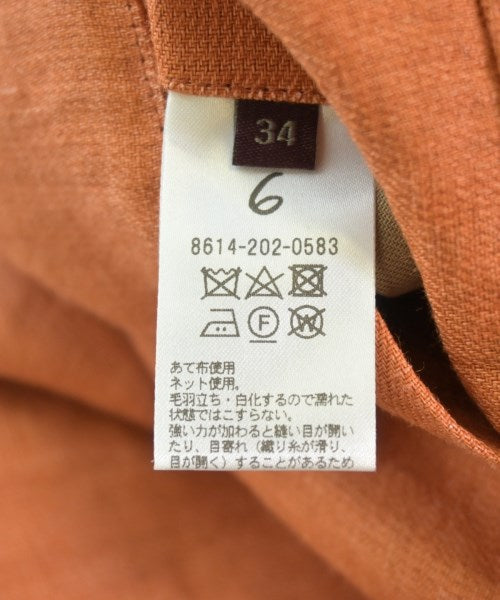 34
6
8614-202-0583
F W
あて布使用
ネット使用。
毛羽立ち・白化するので濡れた
状態ではこすらない。
強い力が加わると縫い目が開い
たり、目寄れ（織り糸が滑り、
目が開く）することがあるため